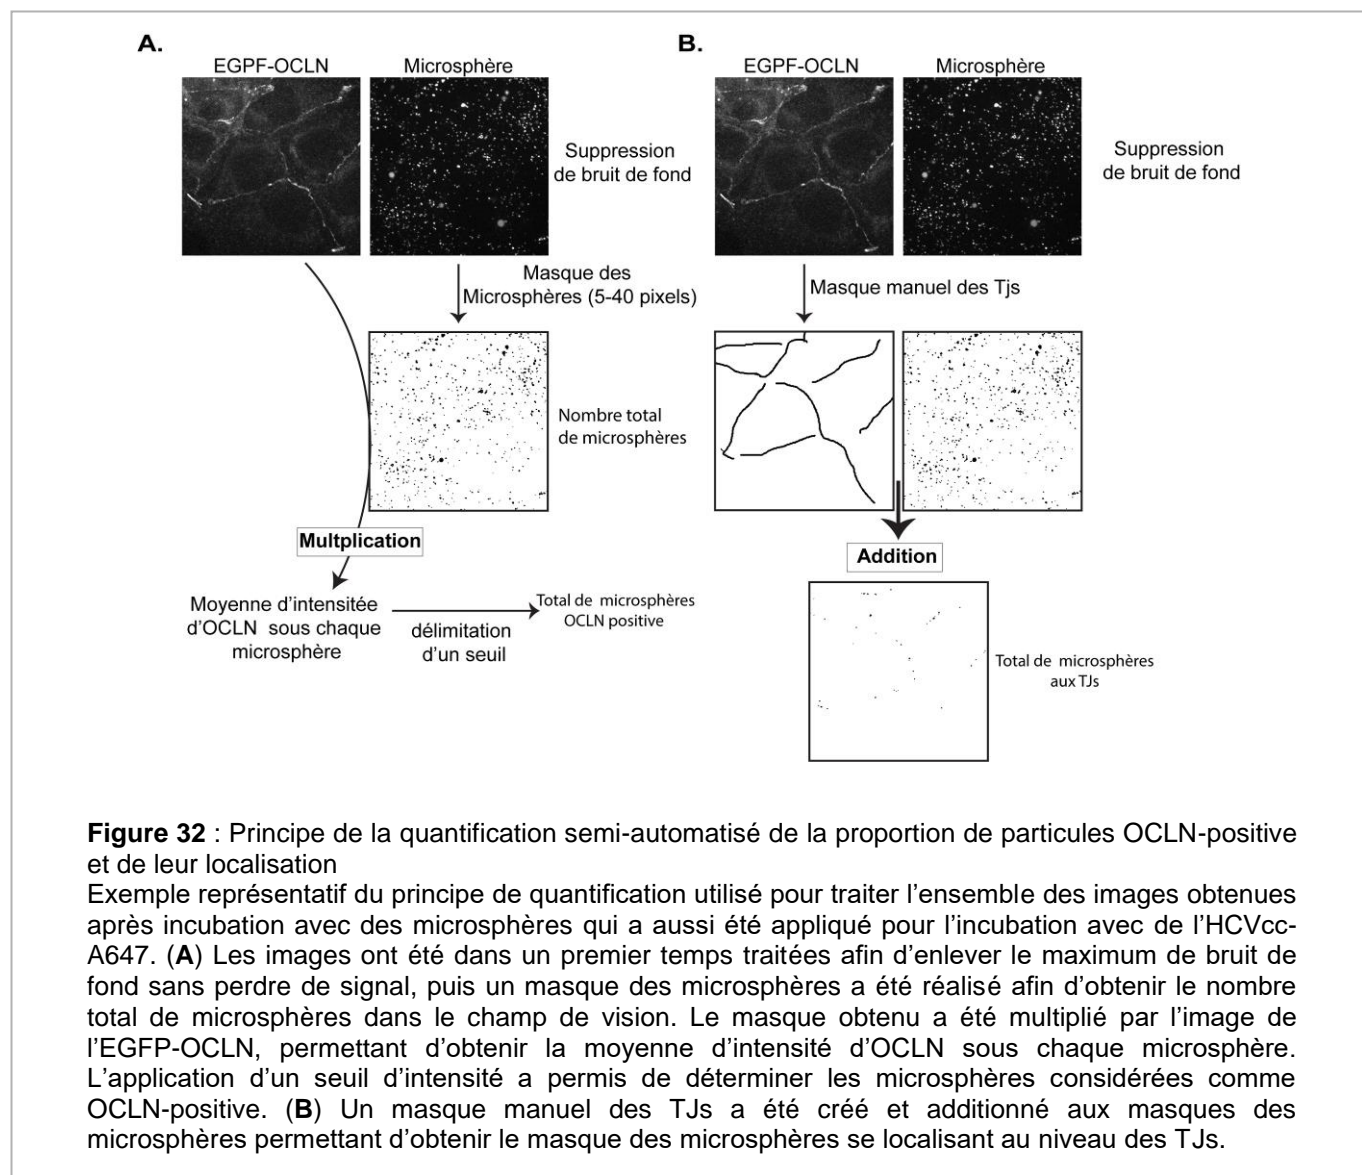 A.
EGPF-OCLN
Microsphère
Suppression
de bruit de fond
Masque des
Microsphères (5-40 pixels)
Nombre total
de microsphères
Multplication
Moyenne d'intensitée
d'OCLN sous chaque
microsphère
délimitation
d'un seuil
Total de microsphères
OCLN positive
B.
EGPF-OCLN
Microsphère
Suppression
de bruit de fond
Masque manuel des Tjs
Addition
Total de microsphères
aux TJs
Figure 32 : Principe de la quantification semi-automatisé de la proportion de particules OCLN-positive
et de leur localisation
Exemple représentatif du principe de quantification utilisé pour traiter l'ensemble des images obtenues
après incubation avec des microsphères qui a aussi été appliqué pour l'incubation avec de l'HCVcc-
A647. (A) Les images ont été dans un premier temps traitées afin d'enlever le maximum de bruit de
fond sans perdre de signal, puis un masque des microsphères a été réalisé afin d'obtenir le nombre
total de microsphères dans le champ de vision. Le masque obtenu a été multiplié par l'image de
l'EGFP-OCLN, permettant d'obtenir la moyenne d'intensité d'OCLN sous chaque microsphère.
L'application d'un seuil d'intensité a permis de déterminer les microsphères considérées comme
OCLN-positive. (B) Un masque manuel des TJs a été créé et additionné aux masques des
microsphères permettant d'obtenir le masque des microsphères se localisant au niveau des TJs.